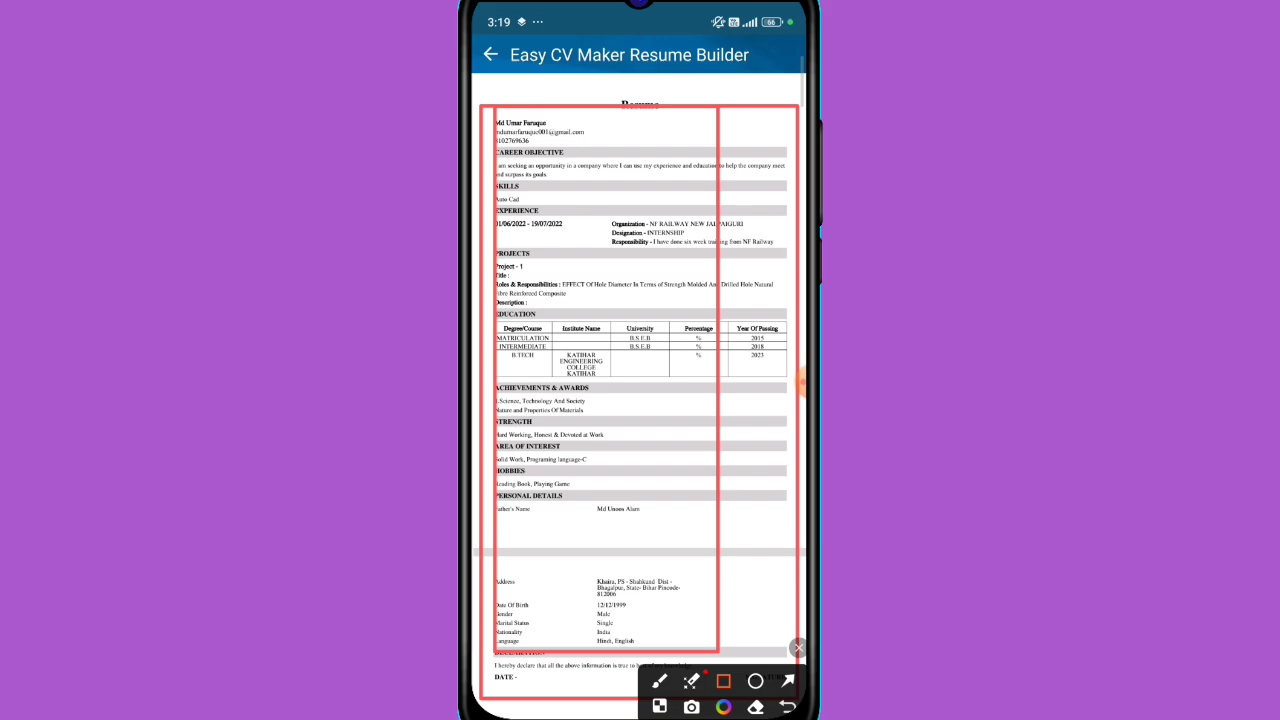 3:19
66
Easy CV Maker Resume Builder
Resume
Md Umar Faruque
mdumarfaruque001@gmail.com
8102769636
CAREER OBJECTIVE
I am seeking an opportunity in a company where I can use my experience and education to help the company meet
and surpass its goals.
SKILLS
Auto Cad
EXPERIENCE
01/06/2022 - 19/07/2022 Organization - NF RAILWAY NEW JALPAIGURI
Designation - INTERNSHIP
Responsibility - I have done six week training from NF Railway
PROJECTS
Project - 1
Title :
Roles & Responsibilities : EFFECT Of Hole Diameter In Terms of Strength Molded And Drilled Hole Natural
Fibre Reinforced Composite
Description :
EDUCATION
Degree/Course Institute Name University Percentage Year Of Passing
MATRICULATION B.S.E.B % 2015
INTERMEDIATE B.S.E.B % 2018
B.TECH KATIHAR % 2023
ENGINEERING
COLLEGE
KATIHAR
ACHIEVEMENTS & AWARDS
1.Science, Technology And Society
Nature and Properties Of Materials
STRENGTH
Hard Working, Honest & Devoted at Work
AREA OF INTEREST
Solid Work, Programing language-C
HOBBIES
Reading Book, Playing Game
PERSONAL DETAILS
Father's Name Md Unoos Alam
Address Khaira, PS - Shahkund Dist -
Bhagalpur, State- Bihar Pincode-
812006
Date Of Birth 12/12/1999
Gender Male
Marital Status Single
Nationality India
Language Hindi, English
I hereby declare that all the above information is true to
DATE -